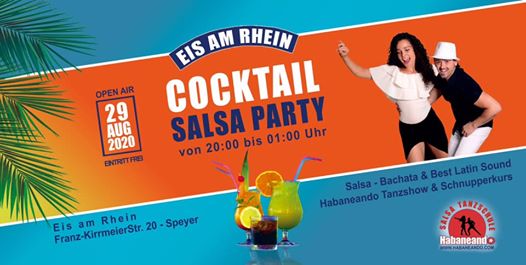 EIS AM RHEIN
COCKTAIL
SALSA PARTY
von 20:00 bis 01:00 Uhr
OPEN AIR
29
AUG
2020
EINTRITT FREI
Salsa - Bachata & Best Latin Sound
Habaneando Tanzshow & Schnupperkurs
Eis am Rhein
Franz-KirrmeierStr. 20 - Speyer
SALSA TANZSCHULE
Habaneando
WWW.HABANEANDO.COM